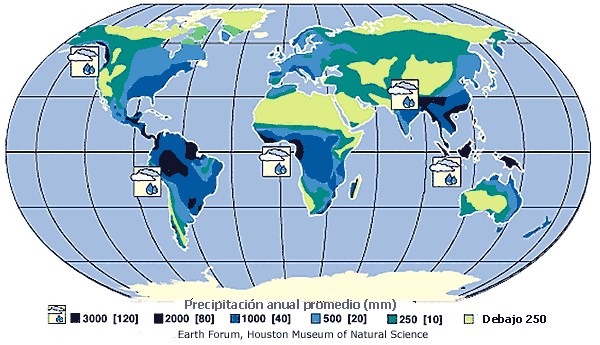 Precipitación anual promedio (mm)
3000 [120] 2000 [80] 1000 [40] 500 [20] 250 [10] Debajo 250
Earth Forum, Houston Museum of Natural Science